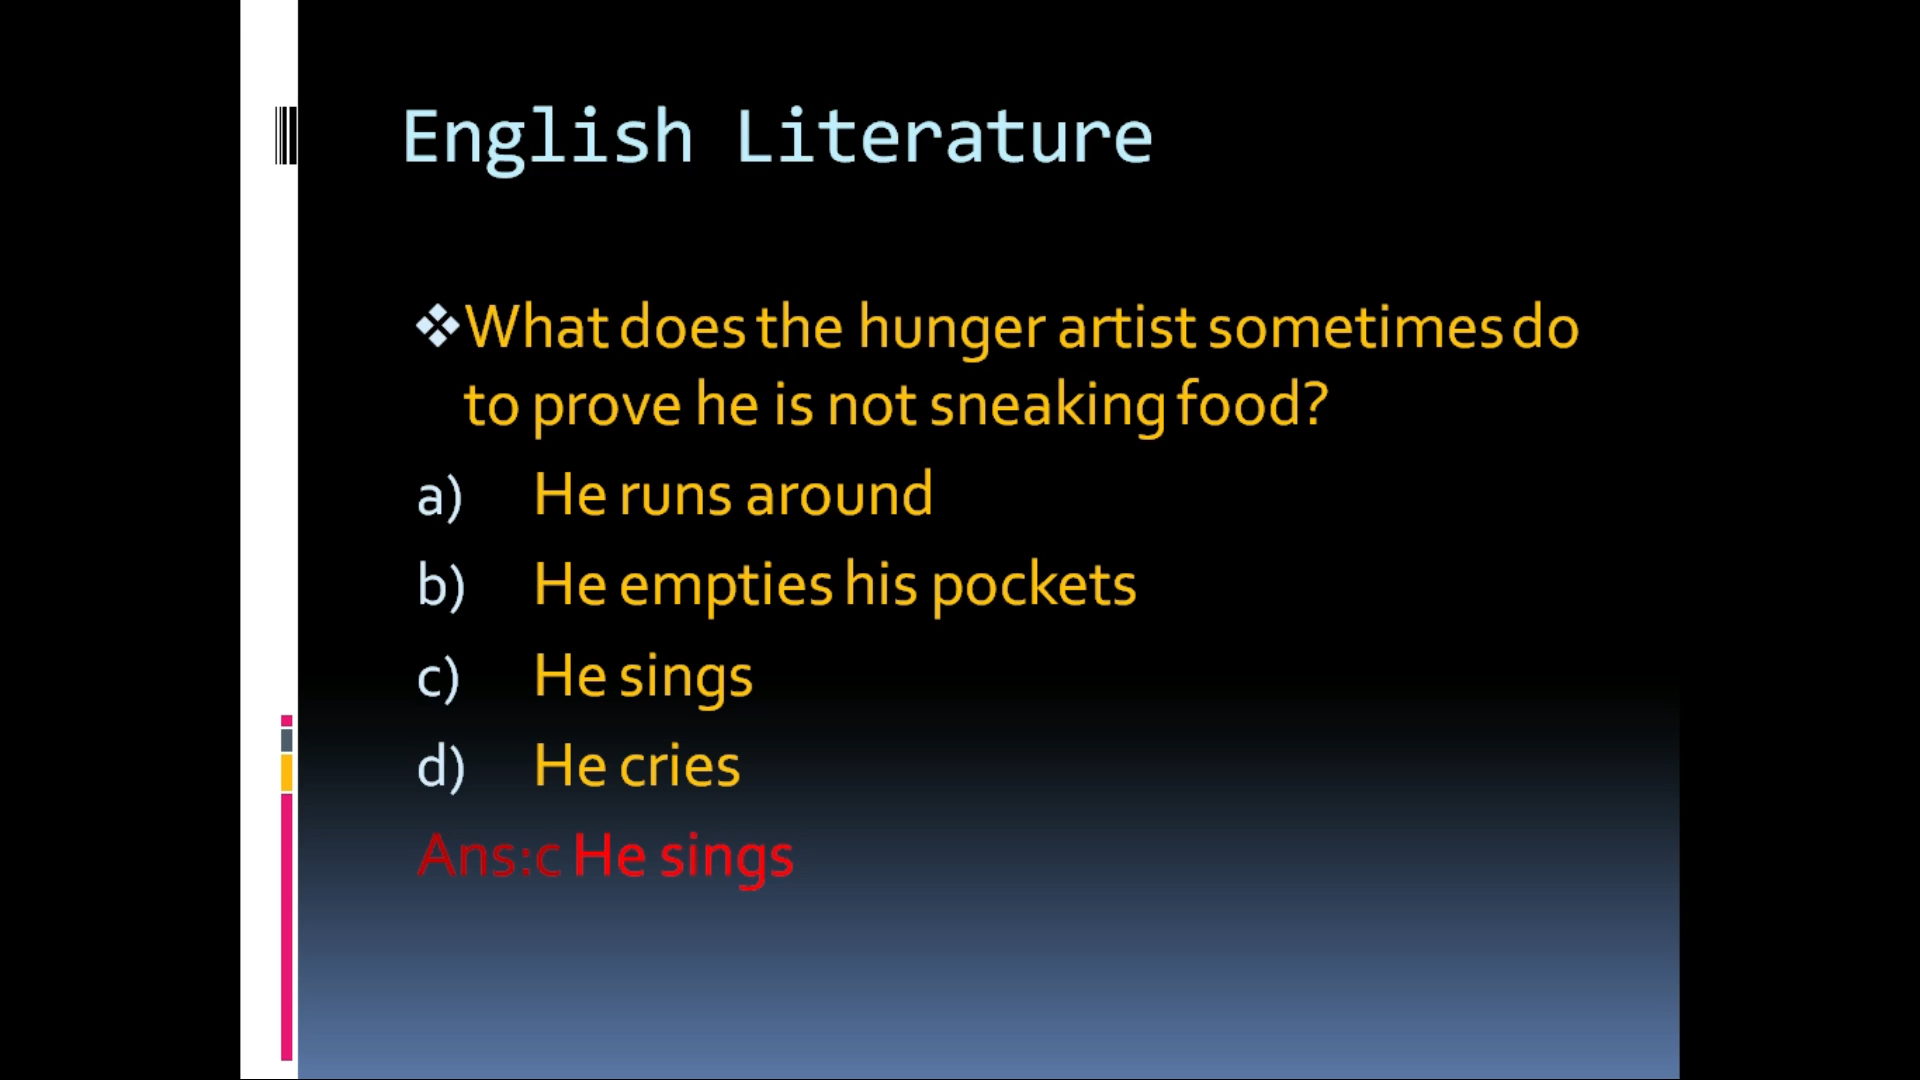 English Literature
❖What does the hunger artist sometimes do
to prove he is not sneaking food?
a) He runs around
b) He empties his pockets
c) He sings
d) He cries
Ans:c He sings